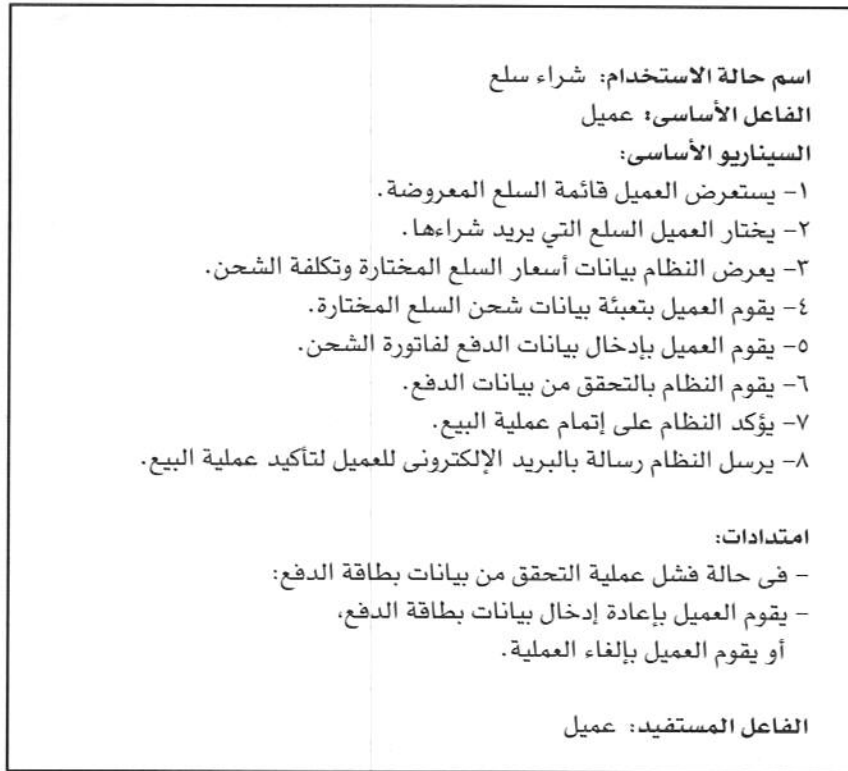 اسم حالة الاستخدام: شراء سلع
الفاعل الأساسى: عميل
السيناريو الأساسى:
١- يستعرض العميل قائمة السلع المعروضة.
٢- يختار العميل السلع التي يريد شراءها.
٣- يعرض النظام بيانات أسعار السلع المختارة وتكلفة الشحن.
٤- يقوم العميل بتعبئة بيانات شحن السلع المختارة.
٥- يقوم العميل بإدخال بيانات الدفع لفاتورة الشحن.
٦- يقوم النظام بالتحقق من بيانات الدفع.
٧- يؤكد النظام على إتمام عملية البيع.
٨- يرسل النظام رسالة بالبريد الإلكترونى للعميل لتأكيد عملية البيع.
امتدادات:
- فى حالة فشل عملية التحقق من بيانات بطاقة الدفع:
- يقوم العميل بإعادة إدخال بيانات بطاقة الدفع،
أو يقوم العميل بإلغاء العملية.
الفاعل المستفيد: عميل